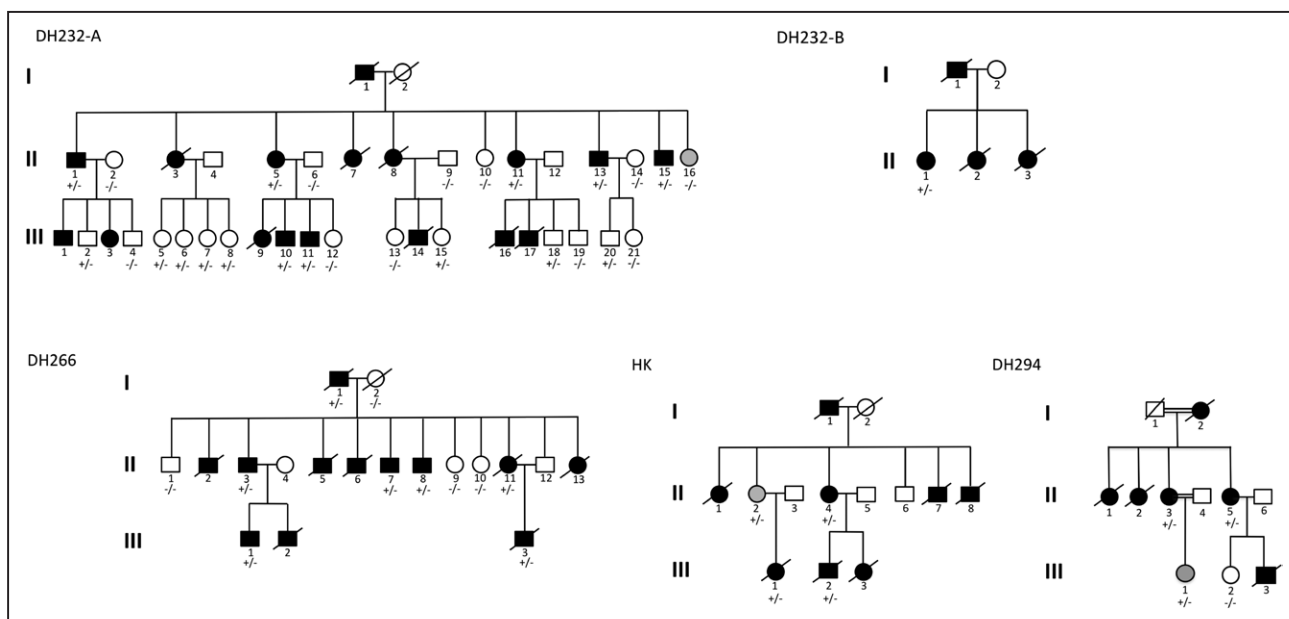 DH232-A
I
1 2
II
1 2 3 4 5 6 7 8 9 10 11 12 13 14 15 16
+/- -/- +/- -/- -/- -/- +/- +/- -/- +/- -/-
III
1 2 3 4 5 6 7 8 9 10 11 12 13 14 15 16 17 18 19 20 21
+/- -/- +/- +/- +/- +/- +/- +/- -/- -/- +/- +/- -/- +/- -/-
DH232-B
I
1 2
II
1 2 3
+/-
DH266
I
1 2
+/- -/-
II
1 2 3 4 5 6 7 8 9 10 11 12 13
-/- +/- +/- +/- -/- -/- +/-
III
1 2 3
+/- +/-
HK
I
1 2
II
1 2 3 4 5 6 7 8
+/- +/-
III
1 2 3
+/- +/-
DH294
I
1 2
II
1 2 3 4 5 6
+/- +/-
III
1 2 3
+/- -/-